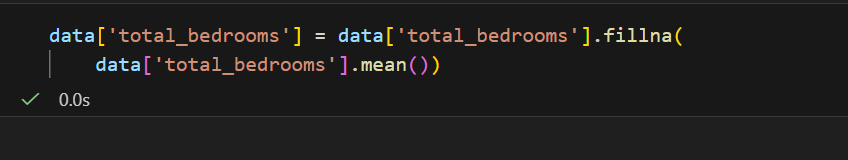 data['total_bedrooms'] = data['total_bedrooms'].fillna(
    data['total_bedrooms'].mean())
0.0s